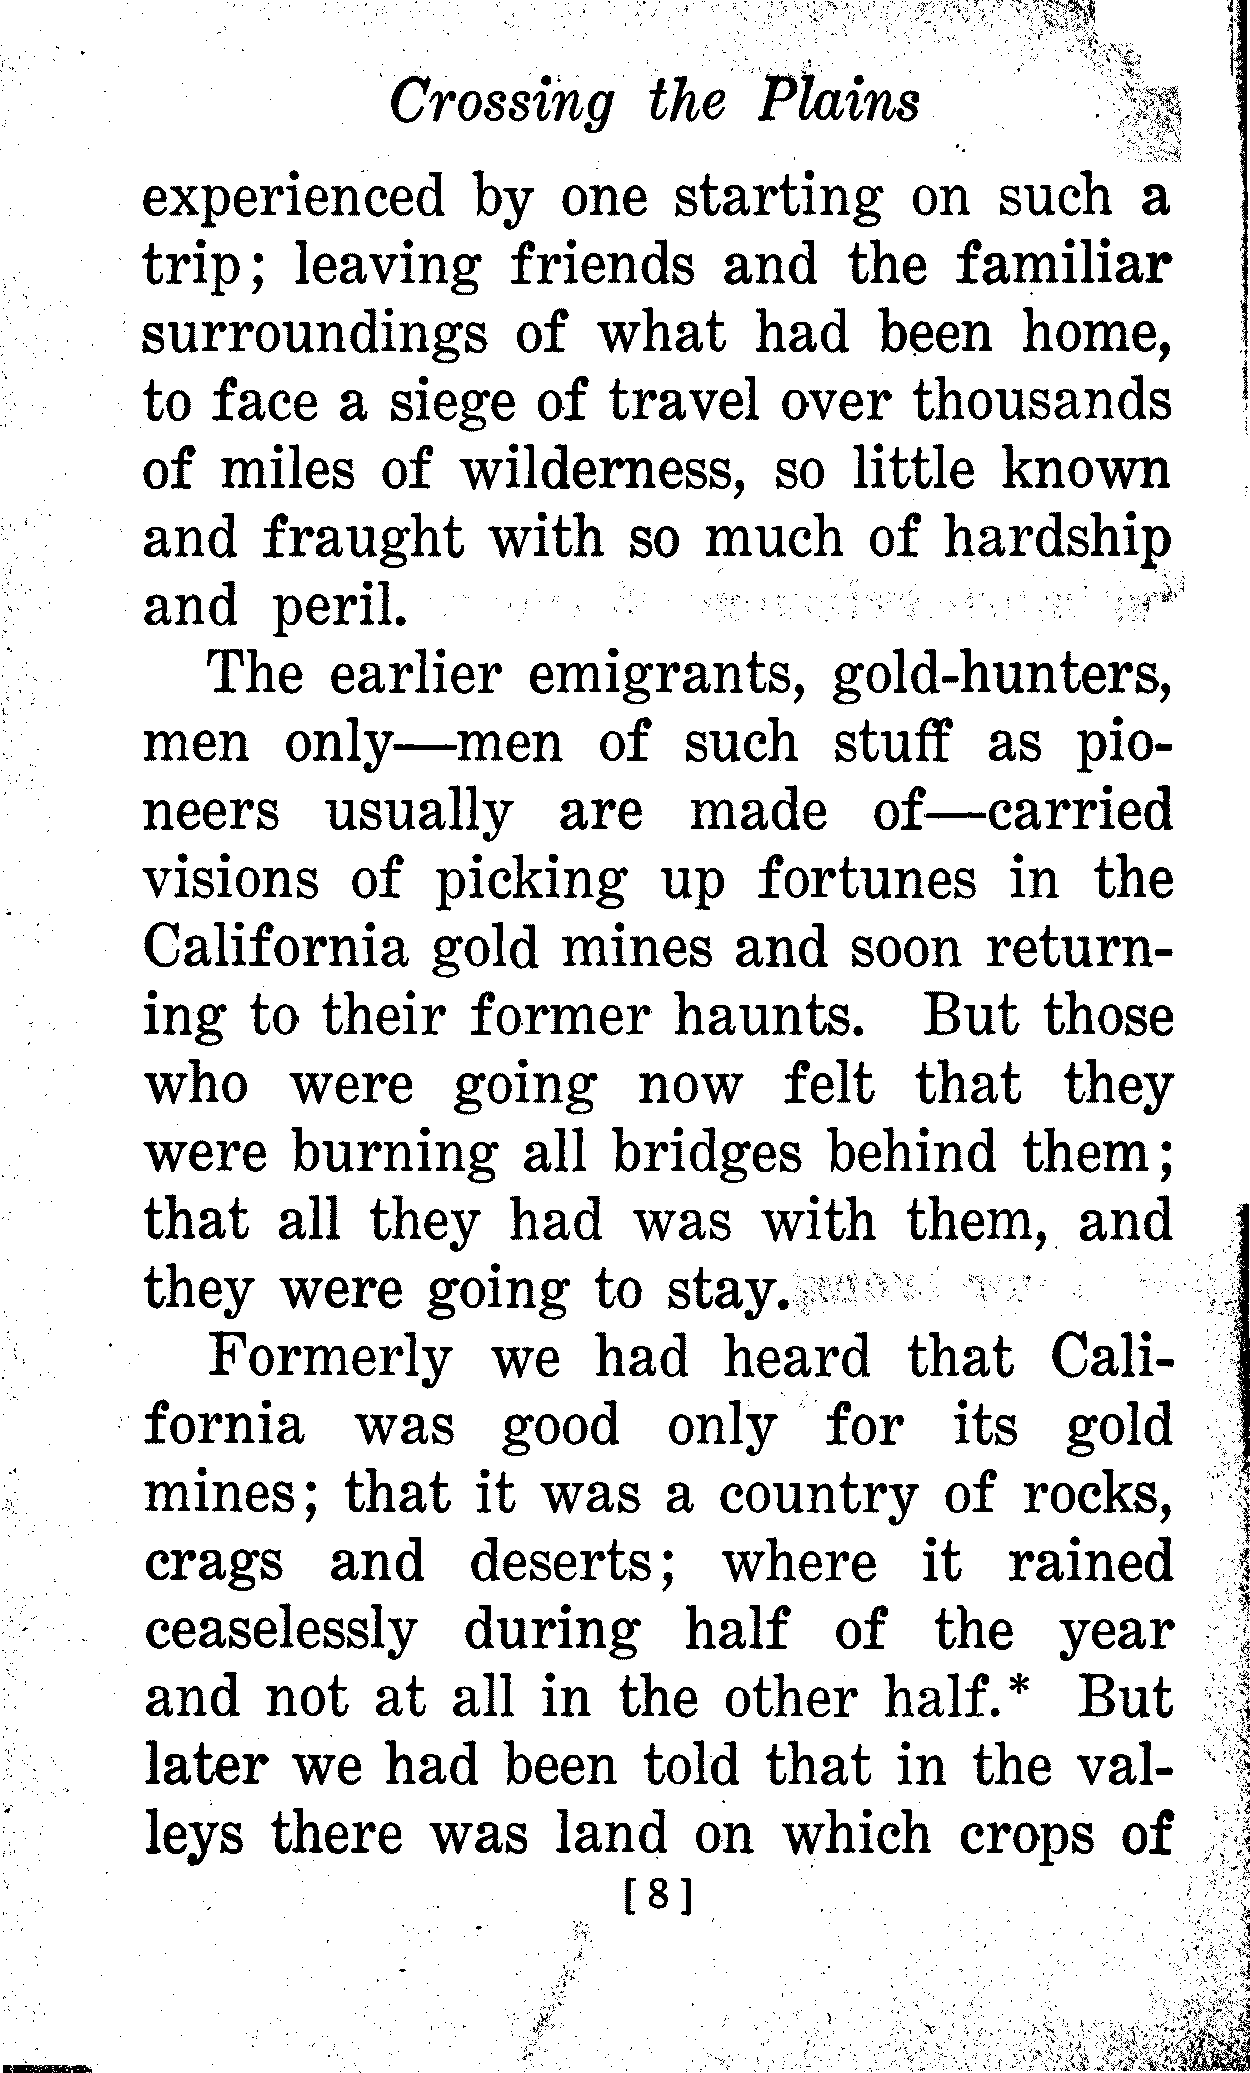 Crossing the Plains
experienced by one starting on such a
trip; leaving friends and the familiar
surroundings of what had been home,
to face a siege of travel over thousands
of miles of wilderness, so little known
and fraught with so much of hardship
and peril.
The earlier emigrants, gold-hunters,
men only—men of such stuff as pio-
neers usually are made of—carried
visions of picking up fortunes in the
California gold mines and soon return-
ing to their former haunts. But those
who were going now felt that they
were burning all bridges behind them;
that all they had was with them, and
they were going to stay.
Formerly we had heard that Cali-
fornia was good only for its gold
mines; that it was a country of rocks,
crags and deserts; where it rained
ceaselessly during half of the year
and not at all in the other half.* But
later we had been told that in the val-
leys there was land on which crops of
[8]